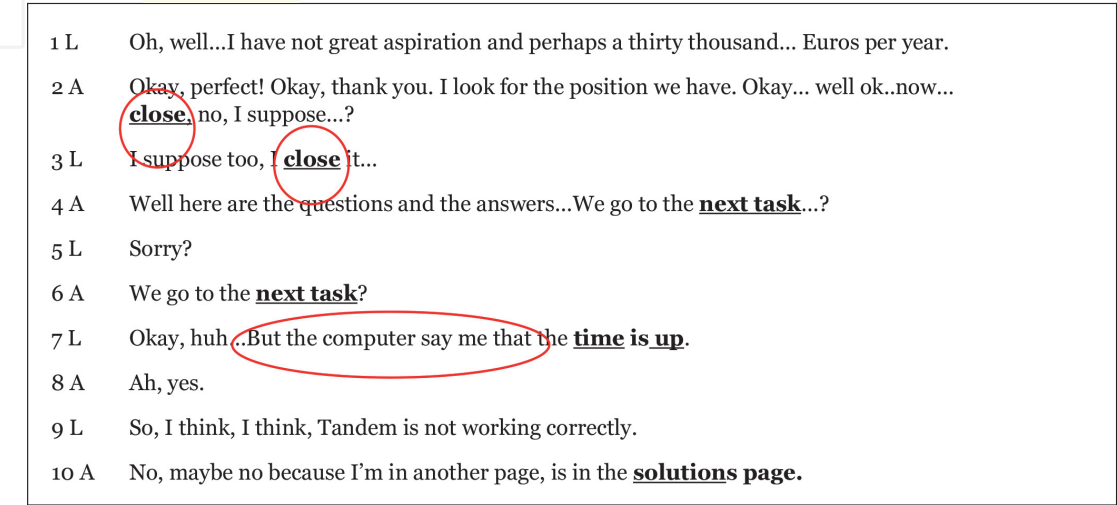 1 L Oh, well...I have not great aspiration and perhaps a thirty thousand... Euros per year.
2 A Okay, perfect! Okay, thank you. I look for the position we have. Okay... well ok..now...
close, no, I suppose...?
3 L I suppose too, I close it...
4 A Well here are the questions and the answers...We go to the next task...?
5 L Sorry?
6 A We go to the next task?
7 L Okay, huh...But the computer say me that the time is up.
8 A Ah, yes.
9 L So, I think, I think, Tandem is not working correctly.
10 A No, maybe no because I'm in another page, is in the solutions page.